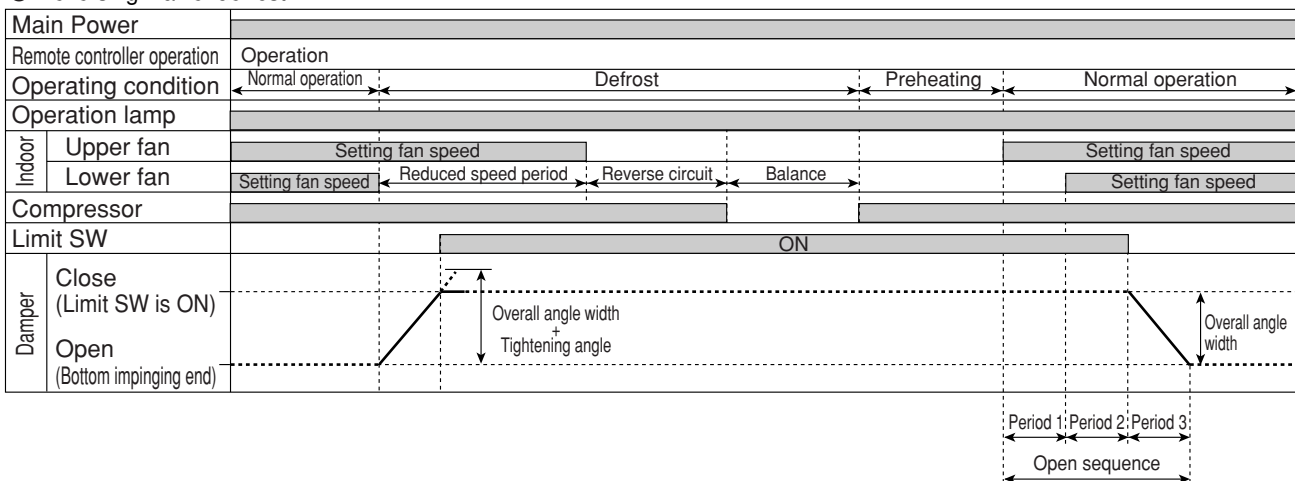 Main Power
Remote controller operation Operation
Operating condition Normal operation Defrost Preheating Normal operation
Operation lamp
Indoor
Upper fan Setting fan speed Setting fan speed
Lower fan Setting fan speed Reduced speed period Reverse circuit Balance Setting fan speed
Compressor
Limit SW ON
Damper
Close
(Limit SW is ON)
Open
(Bottom impinging end)
Overall angle width
+
Tightening angle
Overall angle
width
Period 1 Period 2 Period 3
Open sequence